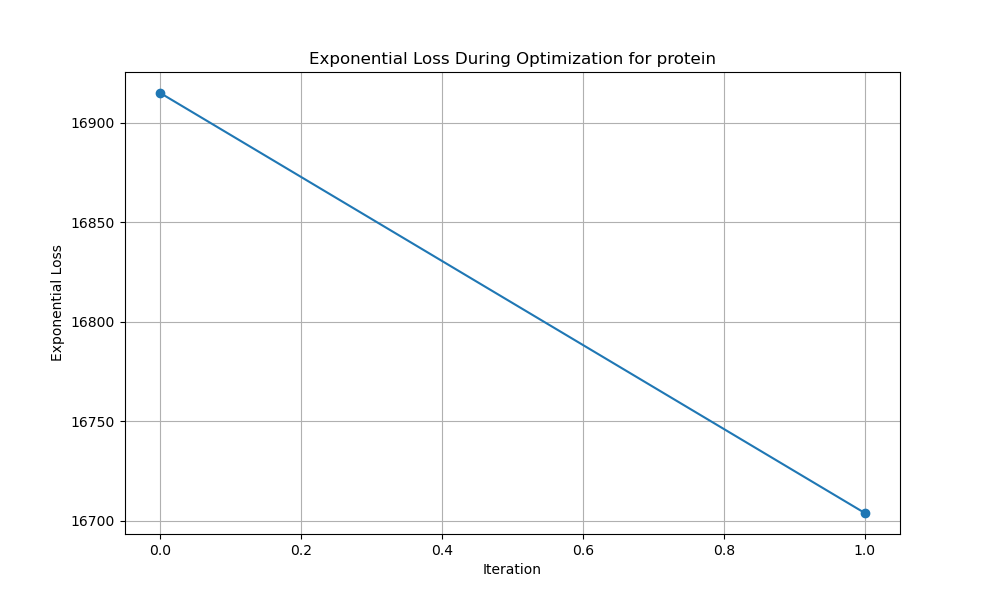 Exponential Loss During Optimization for protein
16900
16850
16800
16750
16700
Exponential Loss
0.0 0.2 0.4 0.6 0.8 1.0
Iteration